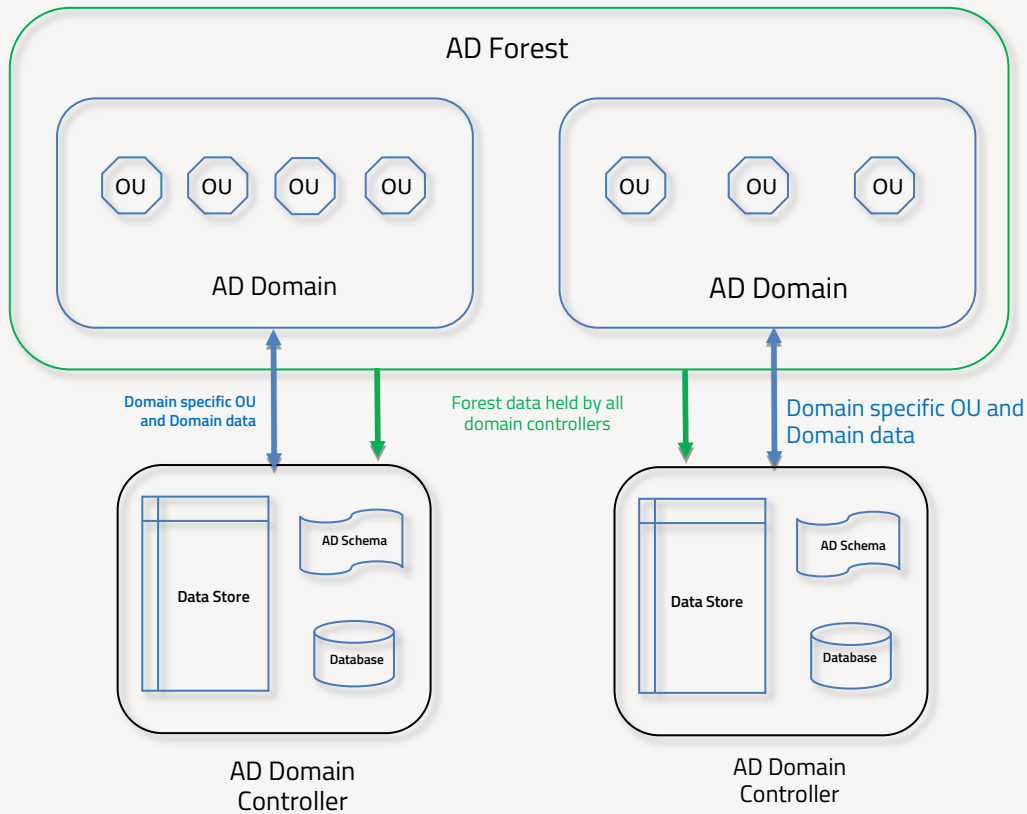 AD Forest
OU
OU
OU
OU
AD Domain
OU
OU
OU
AD Domain
Domain specific OU
and Domain data
Forest data held by all
domain controllers
Domain specific OU and
Domain data
Data Store
AD Schema
Database
AD Domain
Controller
Data Store
AD Schema
Database
AD Domain
Controller